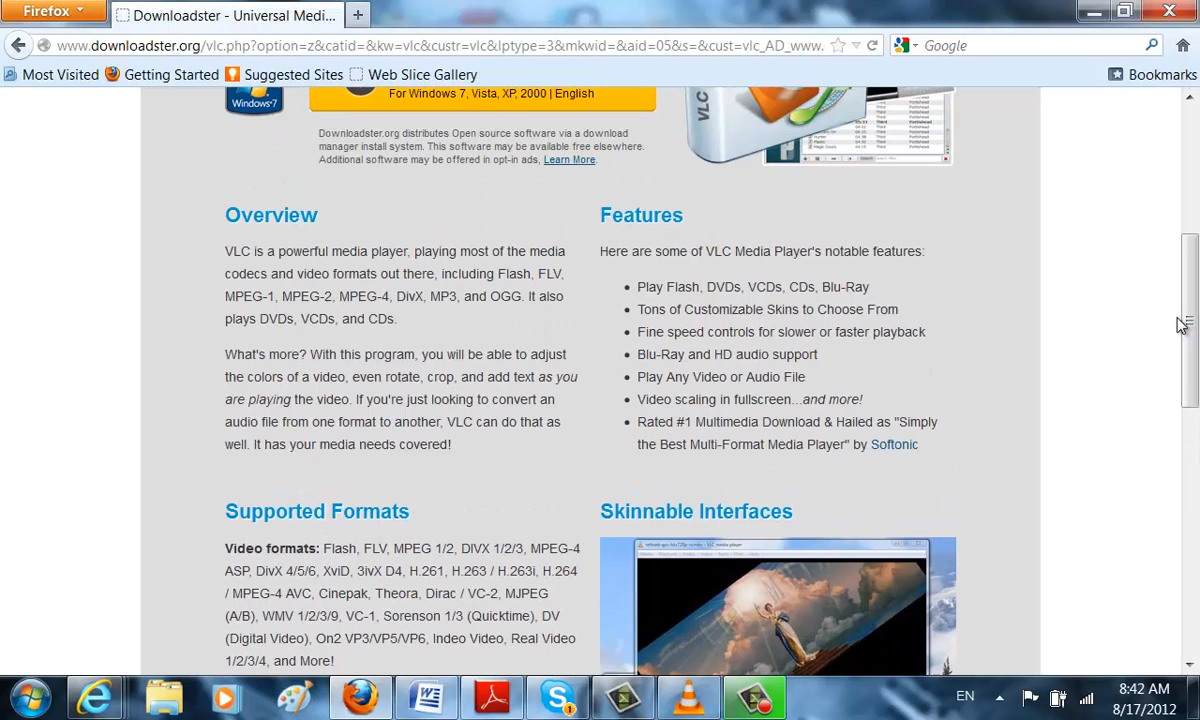 Firefox
Downloadster - Universal Medi...
www.downloadster.org/vlc.php?option=z&catid=&kw=vlc&custr=vlc&lptype=3&mkwid=&aid=05&s=&cust=vlc_AD_www.
Google
Most Visited
Getting Started
Suggested Sites
Web Slice Gallery
Bookmarks
Windows 7
For Windows 7, Vista, XP, 2000 | English
VLC
Downloadster.org distributes Open source software via a download
manager install system. This software may be available free elsewhere.
Additional software may be offered in opt-in ads, Learn More.
Overview
VLC is a powerful media player, playing most of the media
codecs and video formats out there, including Flash, FLV,
MPEG-1, MPEG-2, MPEG-4, DivX, MP3, and OGG. It also
plays DVDs, VCDs, and CDs.
What's more? With this program, you will be able to adjust
the colors of a video, even rotate, crop, and add text as you
are playing the video. If you're just looking to convert an
audio file from one format to another, VLC can do that as
well. It has your media needs covered!
Features
Here are some of VLC Media Player's notable features:
Play Flash, DVDs, VCDs, CDs, Blu-Ray
Tons of Customizable Skins to Choose From
Fine speed controls for slower or faster playback
Blu-Ray and HD audio support
Play Any Video or Audio File
Video scaling in fullscreen...and more!
Rated #1 Multimedia Download & Hailed as "Simply
the Best Multi-Format Media Player" by Softonic
Supported Formats
Video formats: Flash, FLV, MPEG 1/2, DIVX 1/2/3, MPEG-4
ASP, DivX 4/5/6, XviD, 3ivX D4, H.261, H.263 / H.263i, H.264
/ MPEG-4 AVC, Cinepak, Theora, Dirac / VC-2, MJPEG
(A/B), WMV 1/2/3/9, VC-1, Sorenson 1/3 (Quicktime), DV
(Digital Video), On2 VP3/VP5/VP6, Indeo Video, Real Video
1/2/3/4, and More!
Skinnable Interfaces
EN
8:42 AM
8/17/2012